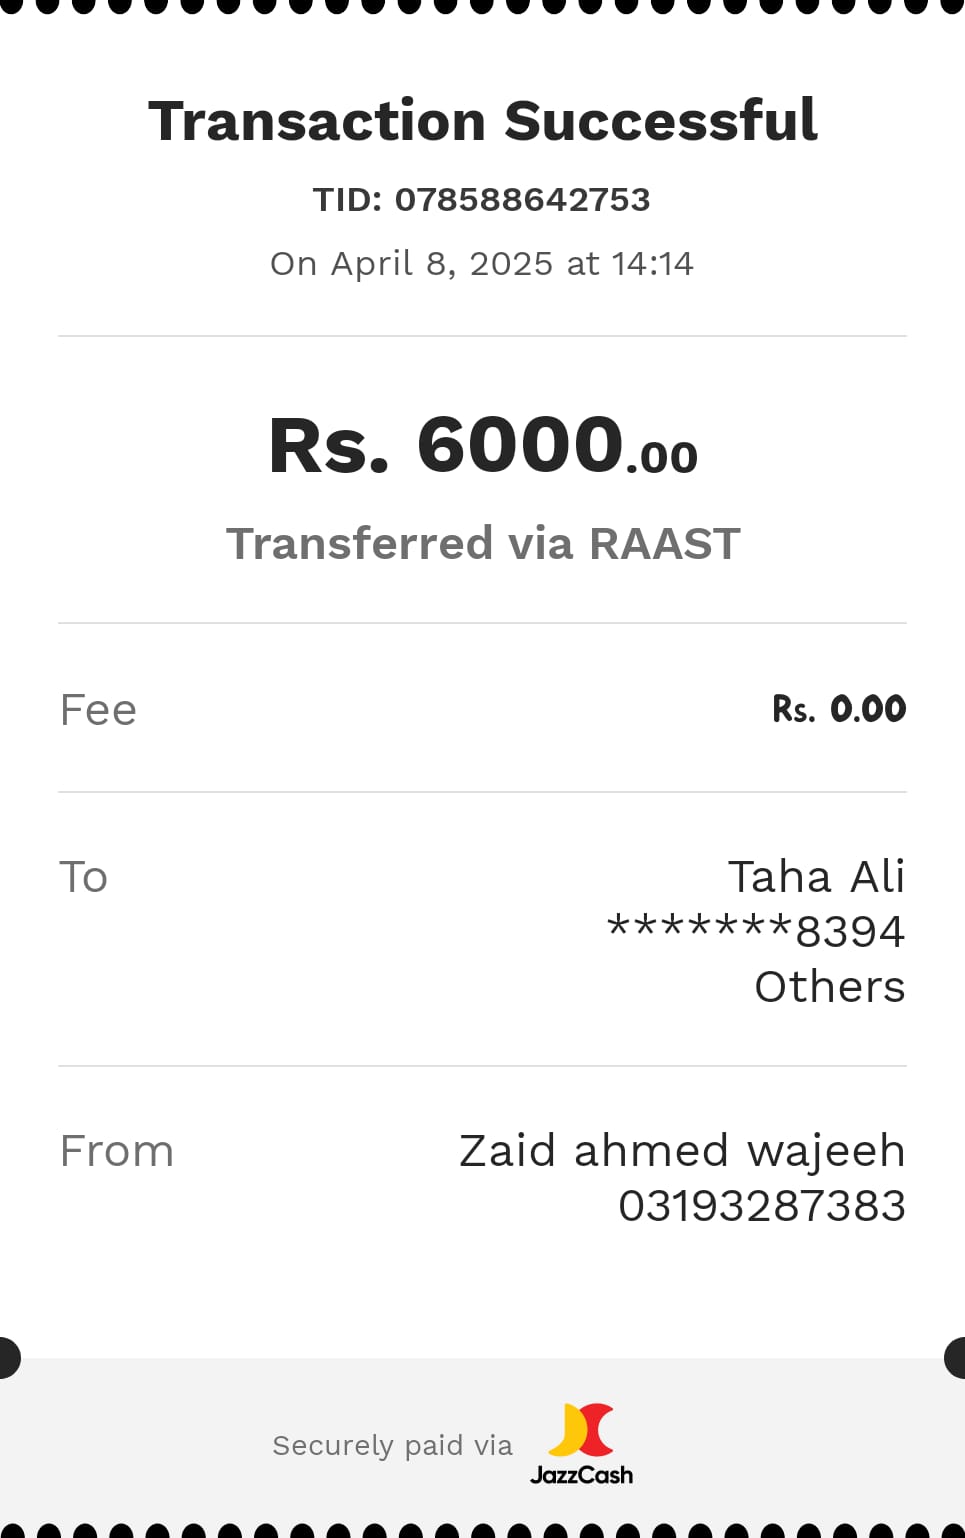 Transaction Successful
TID: 078588642753
On April 8, 2025 at 14:14
Rs. 6000.00
Transferred via RAAST
Fee Rs. 0.00
To Taha Ali
*******8394
Others
From Zaid ahmed wajeeh
03193287383
Securely paid via JazzCash